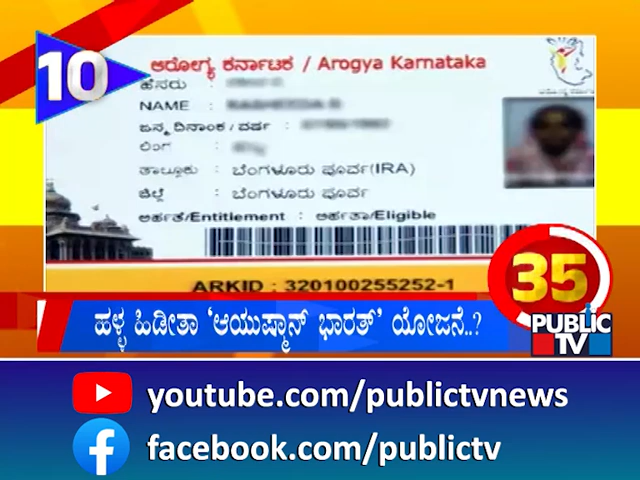 10
ಆರೋಗ್ಯ ಕರ್ನಾಟಕ / Arogya Karnataka
ಹೆಸರು :
NAME :
ಜನ್ಮ ದಿನಾಂಕ / ವರ್ಷ :
ಲಿಂಗ :
ತಾಲ್ಲೂಕು : ಬೆಂಗಳೂರು ಪೂರ್ವ(IRA)
ಜಿಲ್ಲೆ : ಬೆಂಗಳೂರು ಪೂರ್ವ
ಅರ್ಹತೆ/Entitlement : ಅರ್ಹತಾ/Eligible
ARKID : 320100255252-1
35
PUBLIC
TV
ಹಳ್ಳ ಹಿಡೀತಾ ‘ಆಯುಷ್ಮಾನ್ ಭಾರತ್’ ಯೋಜನೆ..?
youtube.com/publictvnews
facebook.com/publictv